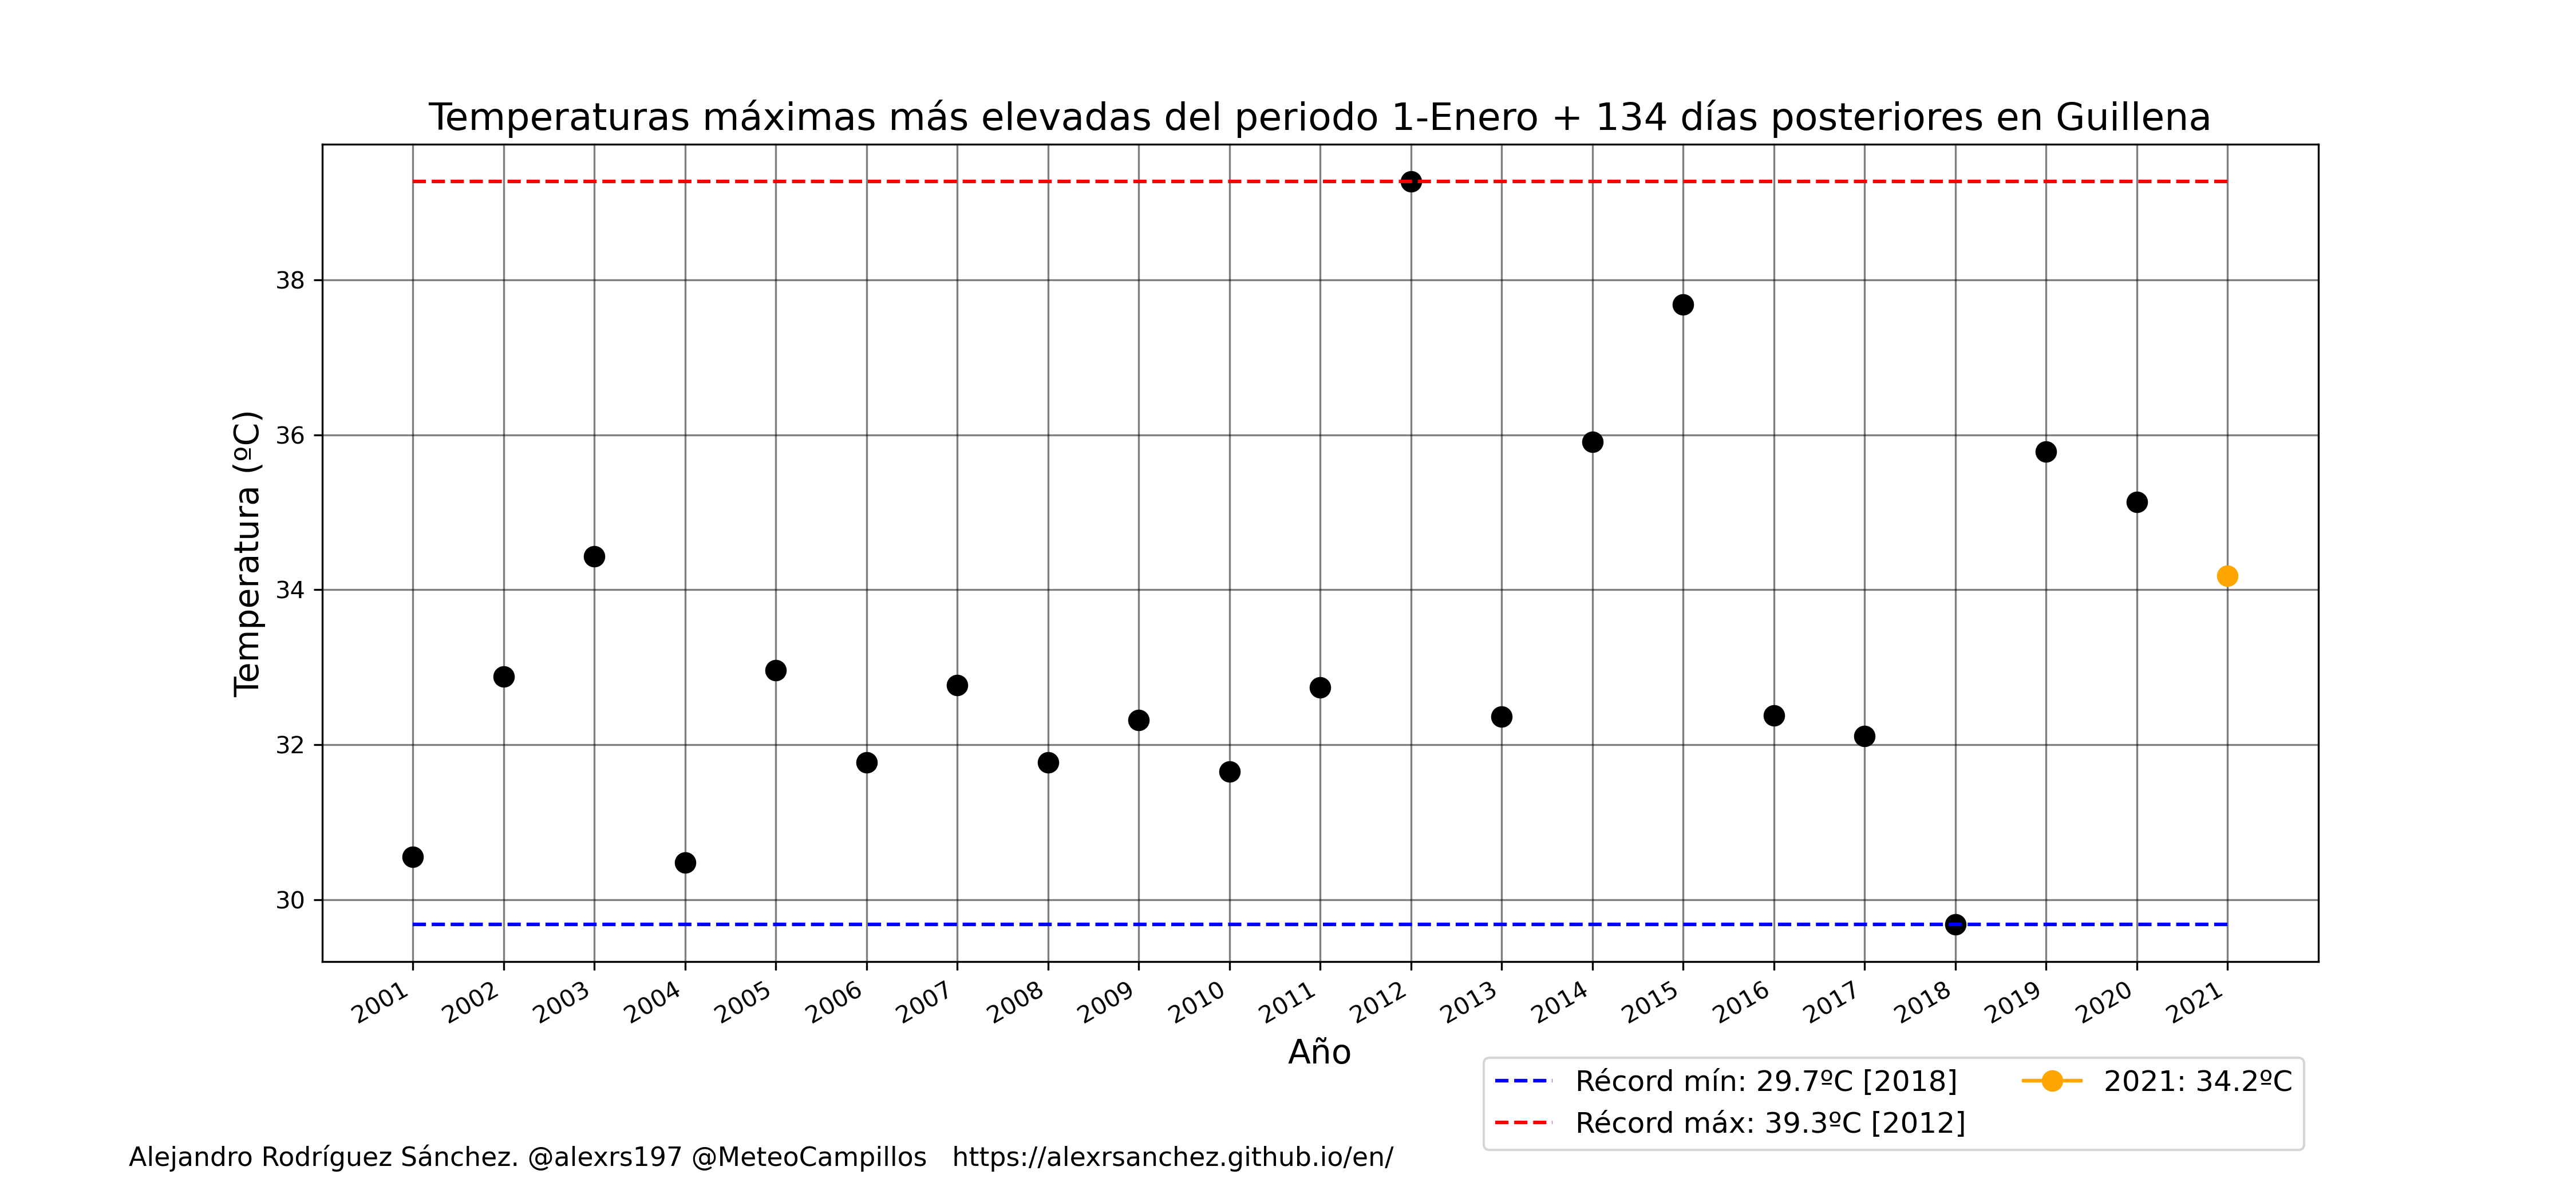 Temperaturas máximas más elevadas del periodo 1-Enero + 134 días posteriores en Guillena
Temperatura (ºC)
38
36
34
32
30
2001 2002 2003 2004 2005 2006 2007 2008 2009 2010 2011 2012 2013 2014 2015 2016 2017 2018 2019 2020 2021
Año
Récord mín: 29.7ºC [2018] 2021: 34.2ºC
Récord máx: 39.3ºC [2012]
Alejandro Rodríguez Sánchez. @alexrs197 @MeteoCampillos https://alexrsanchez.github.io/en/